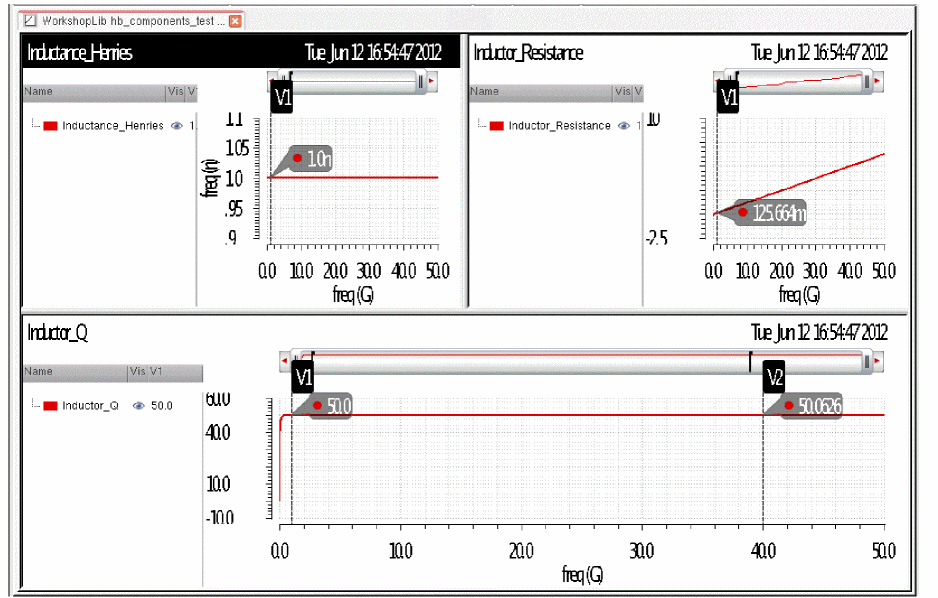 WorkshopLib hb_components_test ...
Inductance_Henries Tue Jun 12 16:54:47 2012
Name Vis V
Inductance_Henries 1.
V1
1.0n
1.1
1.05
1.0
.95
.9
freq (n)
0.0 10.0 20.0 30.0 40.0 50.0
freq (G)
Inductor_Resistance Tue Jun 12 16:54:47 2012
Name Vis V
Inductor_Resistance 1
V1
125.664m
10
-2.5
0.0 10.0 20.0 30.0 40.0 50.0
freq (G)
Inductor_Q Tue Jun 12 16:54:47 2012
Name Vis V1
Inductor_Q 50.0
V1 V2
50.0 50.0626
60.0
40.0
10.0
-10.0
0.0 10.0 20.0 30.0 40.0 50.0
freq (G)